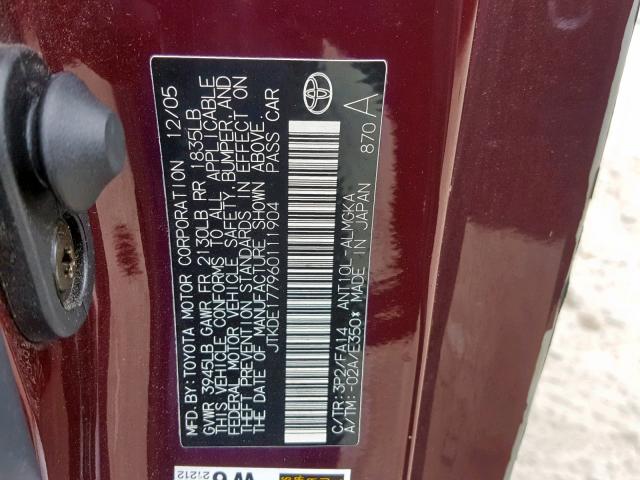 MFD.BY:TOYOTA MOTOR CORPORATION 12/05
GVWR 3945LB GAWR FR 2130LB RR 1835LB
THIS VEHICLE CONFORMS TO ALL APPLICABLE
FEDERAL MOTOR VEHICLE SAFETY, BUMPER, AND
THEFT PREVENTION STANDARDS IN EFFECT ON
THE DATE OF MANUFACTURE SHOWN ABOVE.
JTKDE177960111904 PASS CAR
C/TR:3P2/FA14 ANT10L-ALMGKA 870 A
A/TM:-02A/E350* MADE IN JAPAN
W6
21212